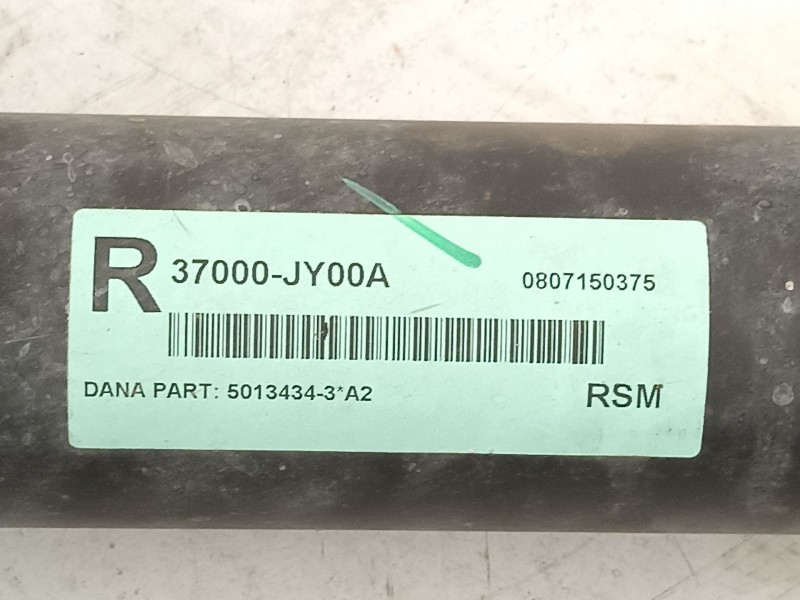 R 37000-JY00A 0807150375
DANA PART: 5013434-3*A2 RSM